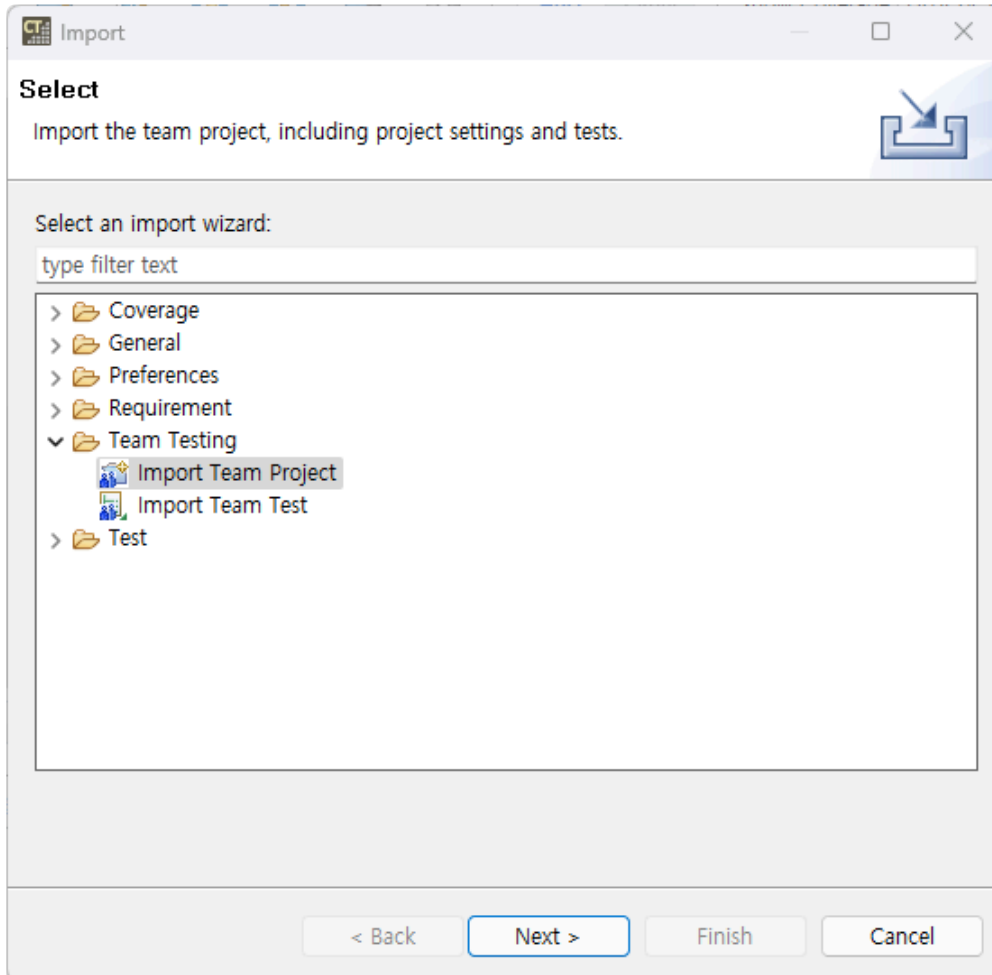 CT
Import
Select
Import the team project, including project settings and tests.
Select an import wizard:
type filter text
Coverage
General
Preferences
Requirement
Team Testing
Import Team Project
Import Team Test
Test
< Back
Next >
Finish
Cancel